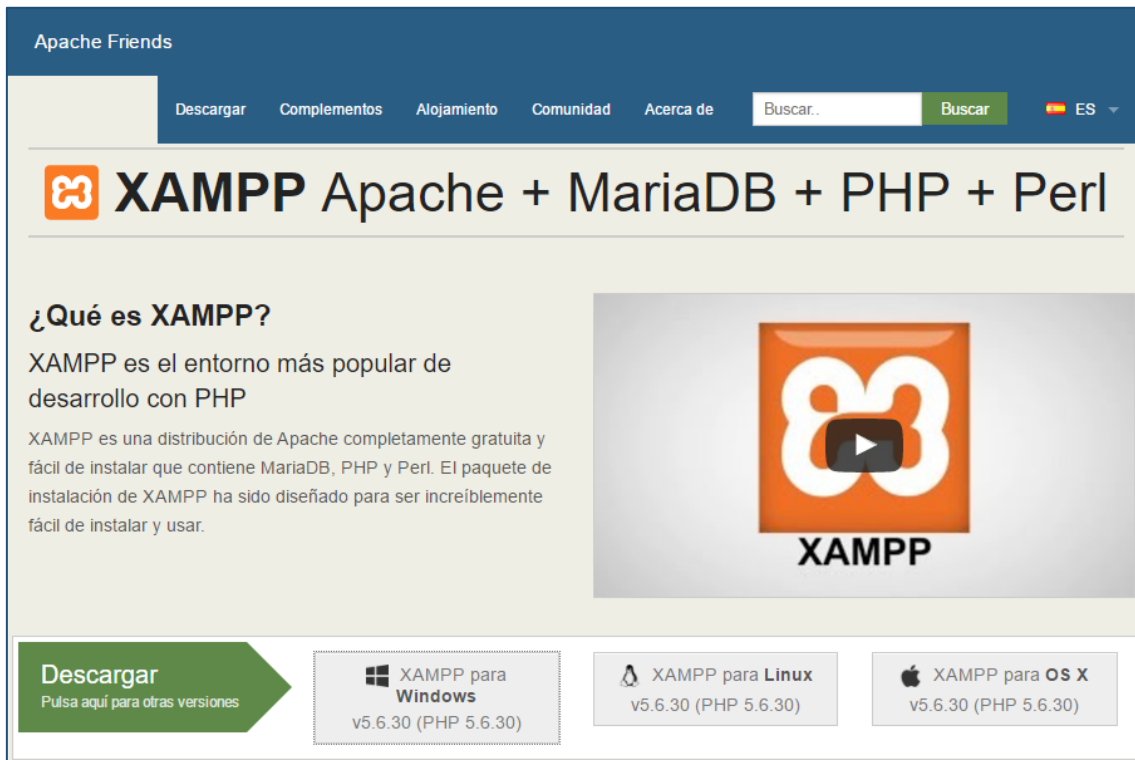 Apache Friends
Descargar Complementos Alojamiento Comunidad Acerca de Buscar.. Buscar ES
XAMPP Apache + MariaDB + PHP + Perl
¿Qué es XAMPP?
XAMPP es el entorno más popular de
desarrollo con PHP
XAMPP es una distribución de Apache completamente gratuita y
fácil de instalar que contiene MariaDB, PHP y Perl. El paquete de
instalación de XAMPP ha sido diseñado para ser increíblemente
fácil de instalar y usar.
XAMPP
Descargar
Pulsa aquí para otras versiones
XAMPP para
Windows
v5.6.30 (PHP 5.6.30)
XAMPP para Linux
v5.6.30 (PHP 5.6.30)
XAMPP para OS X
v5.6.30 (PHP 5.6.30)